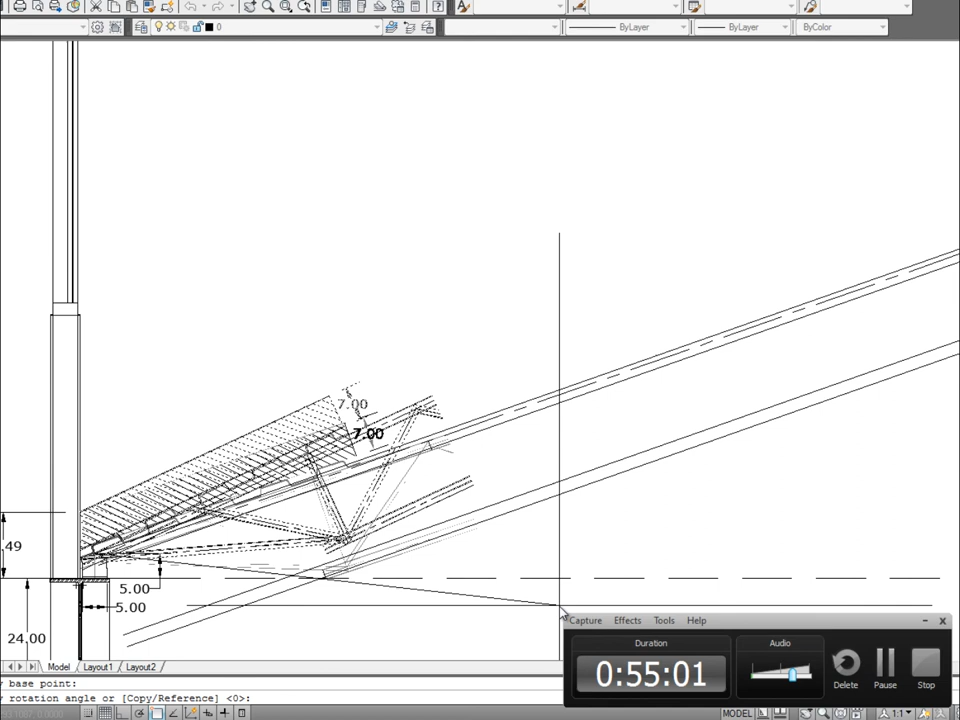 0
ByLayer
ByLayer
ByColor
7.00
7.00
.49
5.00
5.00
24.00
Model
Layout1
Layout2
y base point:
y rotation angle or [Copy/Reference] <0>:
MODEL
1:1
Capture
Effects
Tools
Help
Duration
0:55:01
Audio
Delete
Pause
Stop